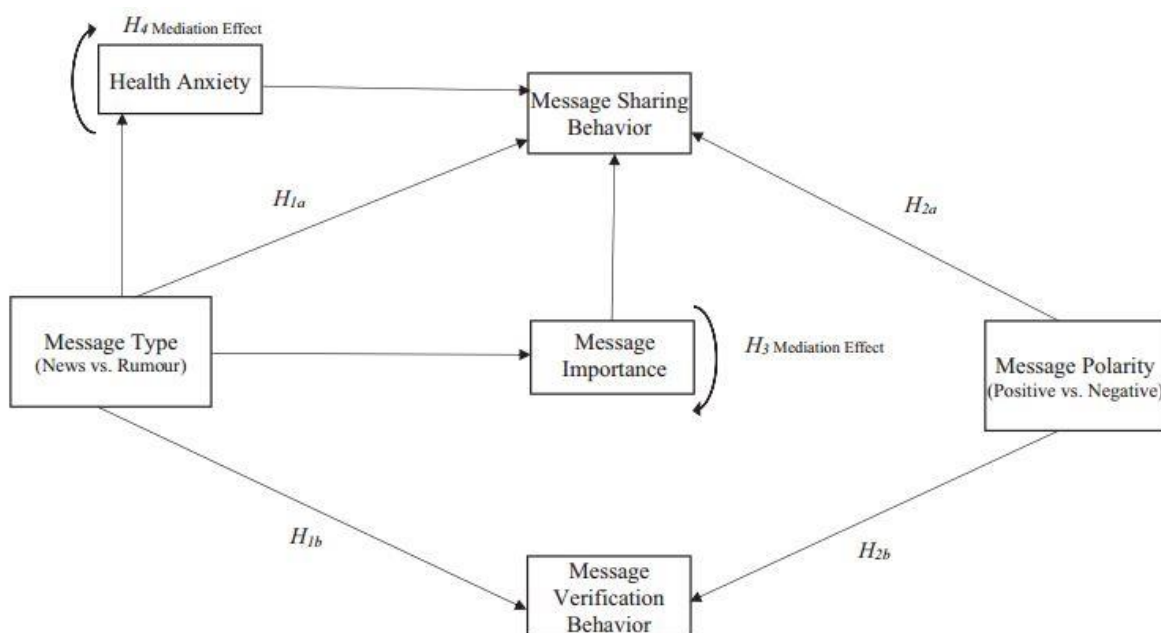 H4 Mediation Effect
Health Anxiety
Message Sharing
Behavior
H1a
H2a
Message Type
(News vs. Rumour)
Message
Importance
H3 Mediation Effect
Message Polarity
(Positive vs. Negative)
H1b
H2b
Message
Verification
Behavior